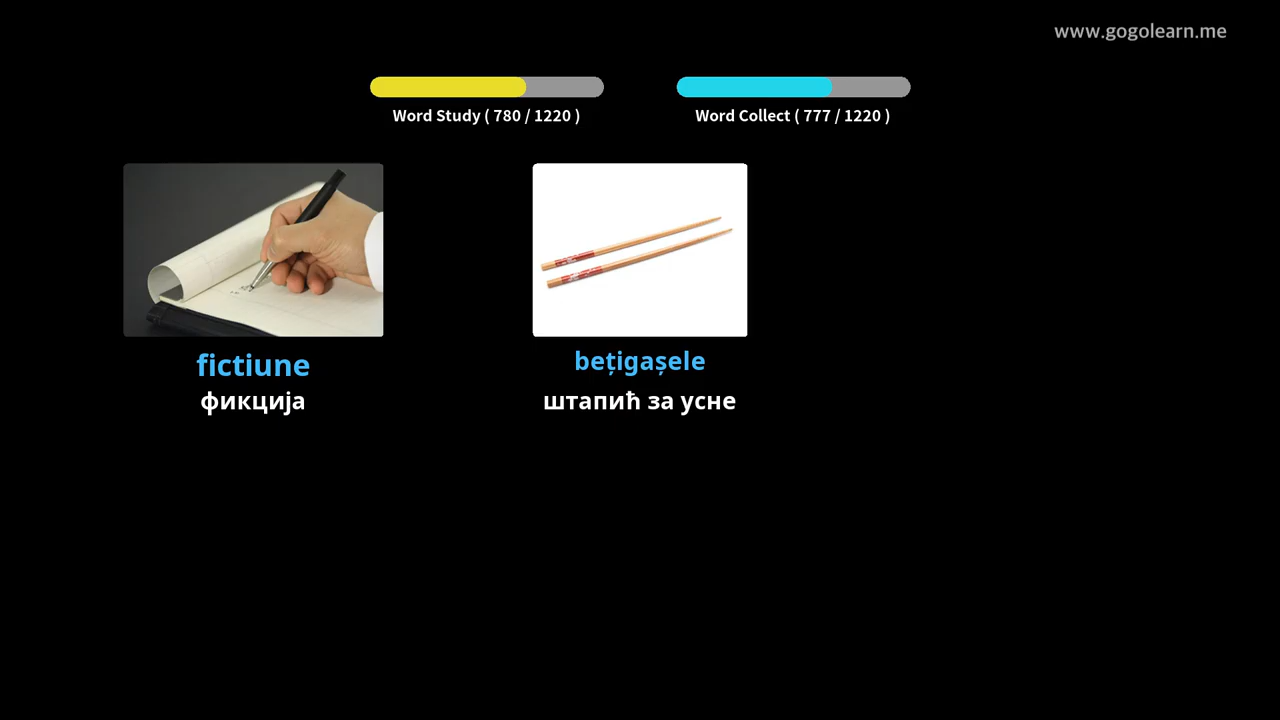 www.gogolearn.me
Word Study ( 780 / 1220 )
Word Collect ( 777 / 1220 )
fictiune
фикција
bețigașele
штапић за усне